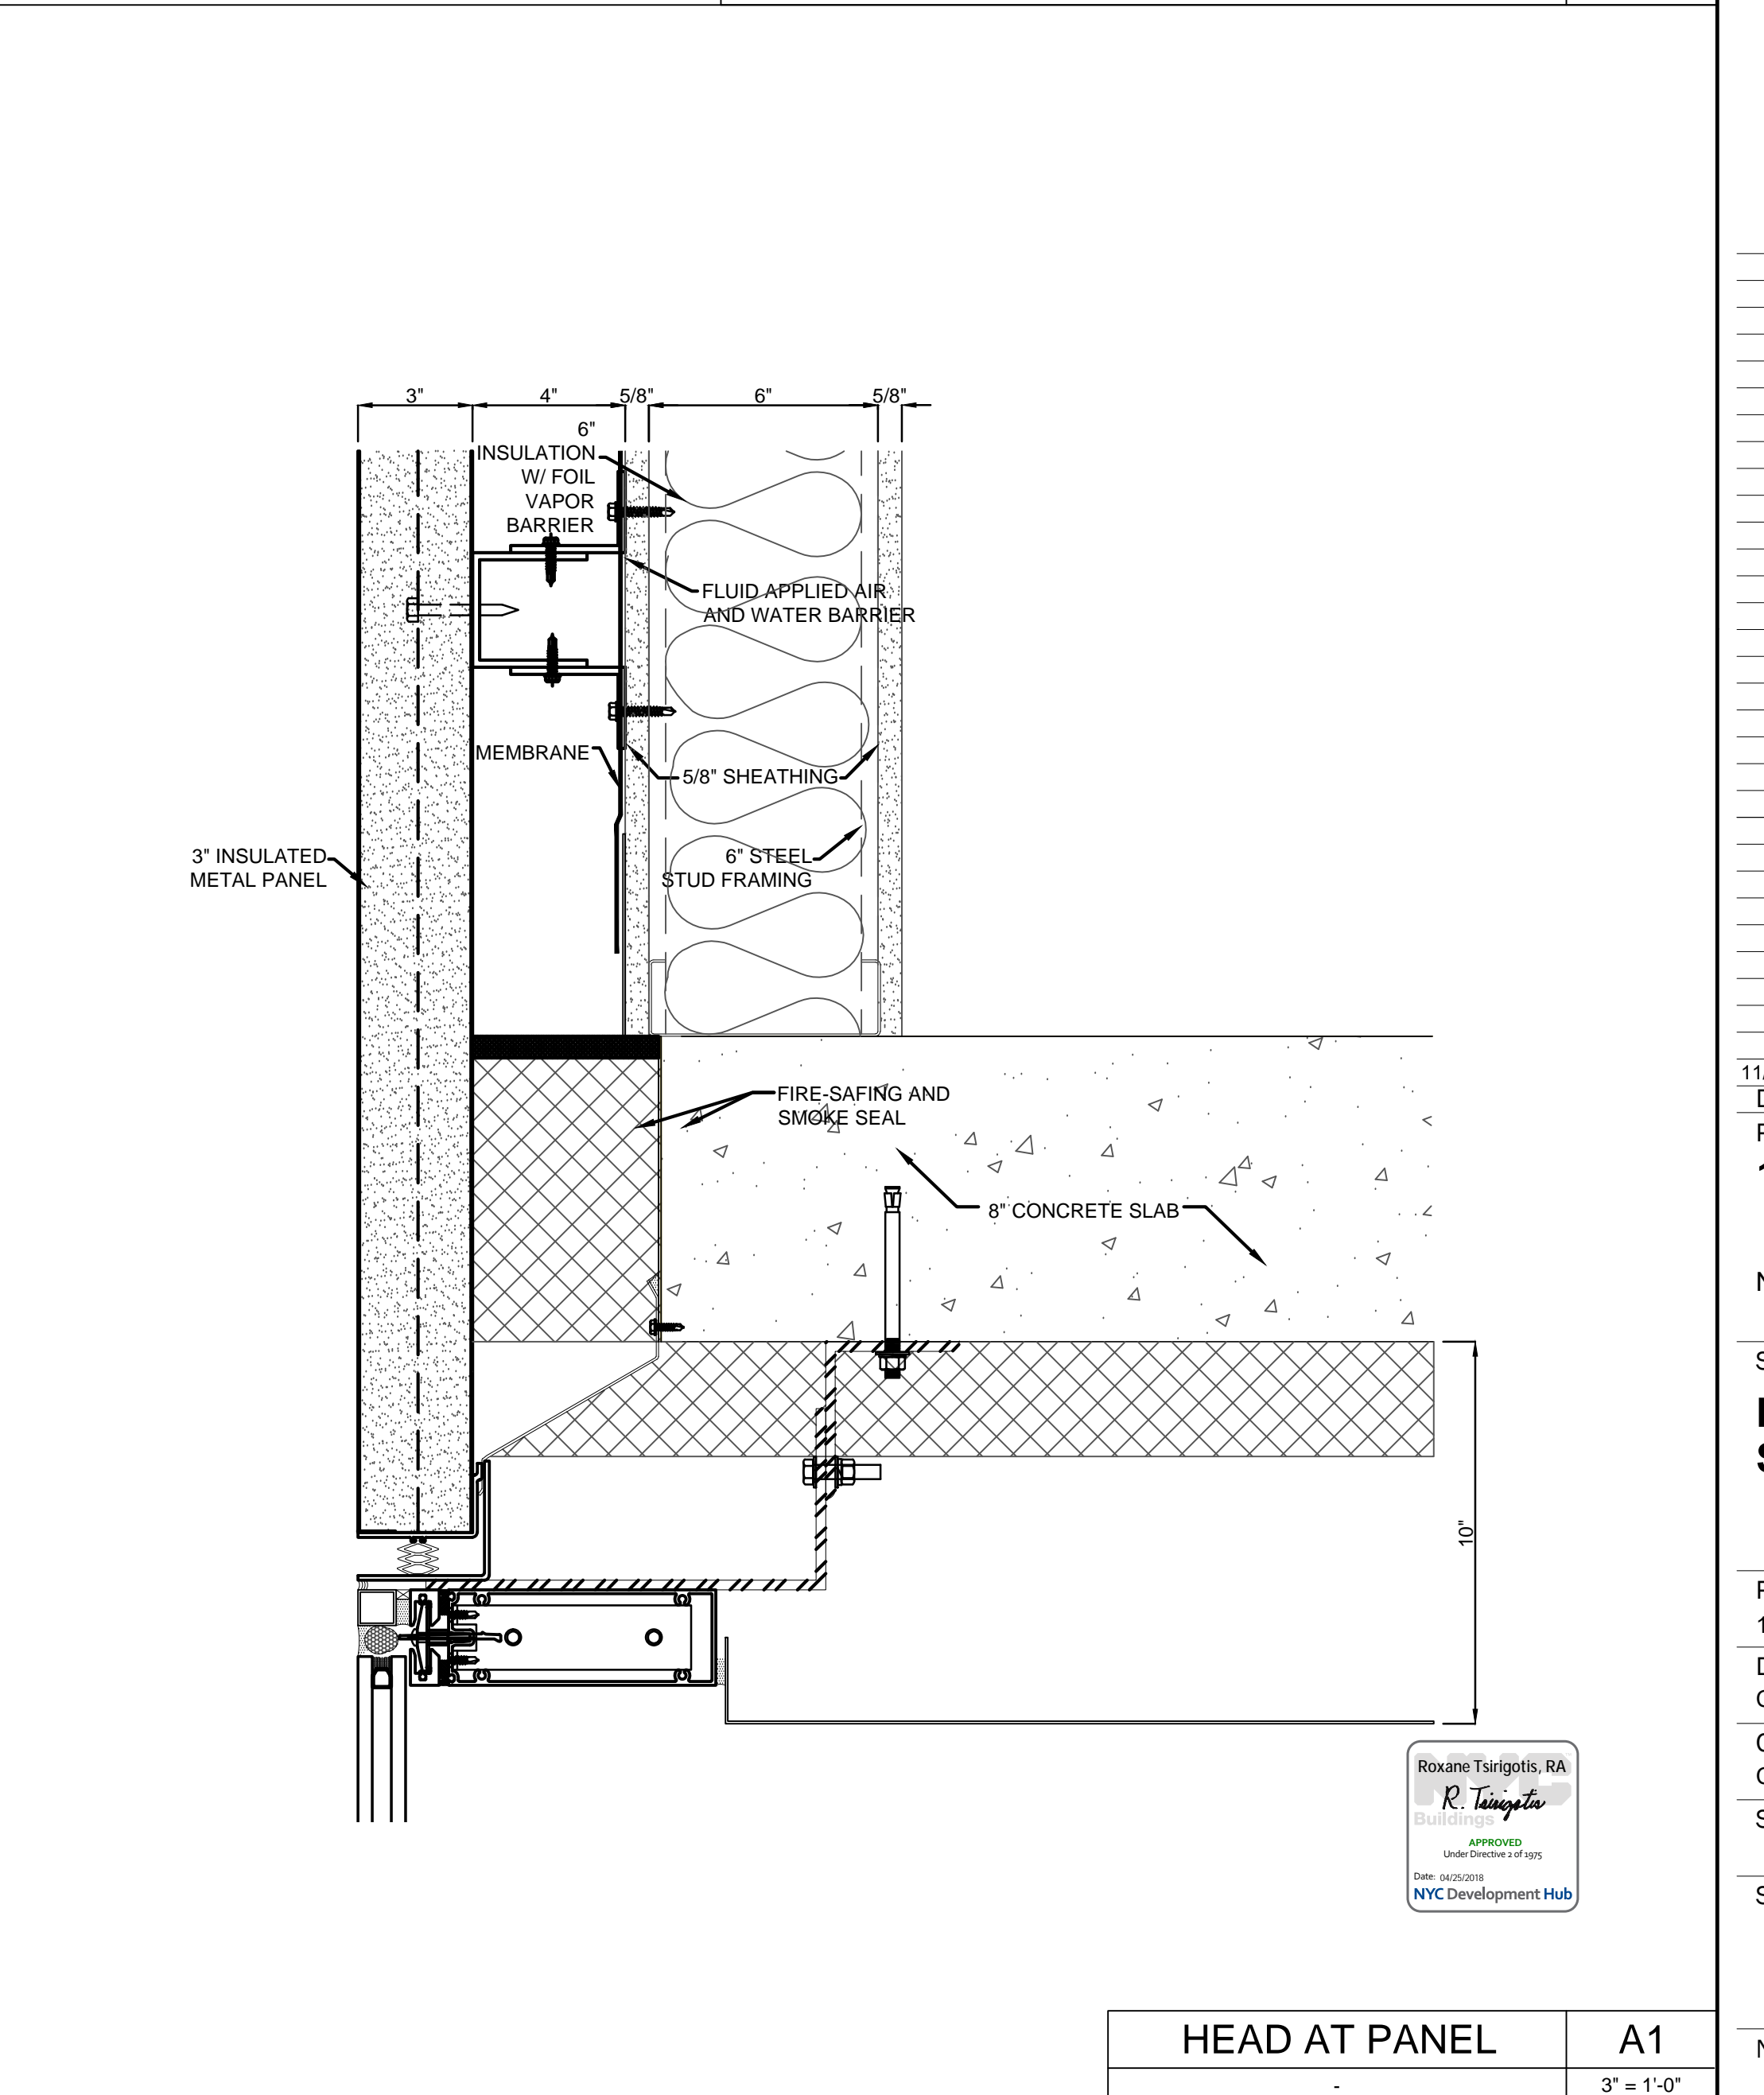 3" 4" 5/8" 6" 5/8"
6"
INSULATION
W/ FOIL
VAPOR
BARRIER
FLUID APPLIED AIR
AND WATER BARRIER
MEMBRANE
5/8" SHEATHING
3" INSULATED
METAL PANEL
6" STEEL
STUD FRAMING
FIRE-SAFING AND
SMOKE SEAL
8" CONCRETE SLAB
10"
Roxane Tsirigotis, RA
R. Tsirigotis
NYC
Buildings
APPROVED
Under Directive 2 of 1975
Date: 04/25/2018
NYC Development Hub
HEAD AT PANEL
A1
-
3" = 1'-0"
11/